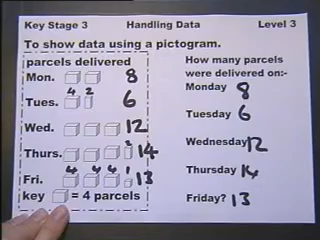 Key Stage 3 Handling Data Level 3
To show data using a pictogram.
parcels delivered
Mon. 8
4 2
Tues. 6
Wed. 12
2
Thurs. 14
4 4 4 1
Fri. 13
key = 4 parcels
How many parcels
were delivered on:-
Monday 8
Tuesday 6
Wednesday 12
Thursday 14
Friday? 13